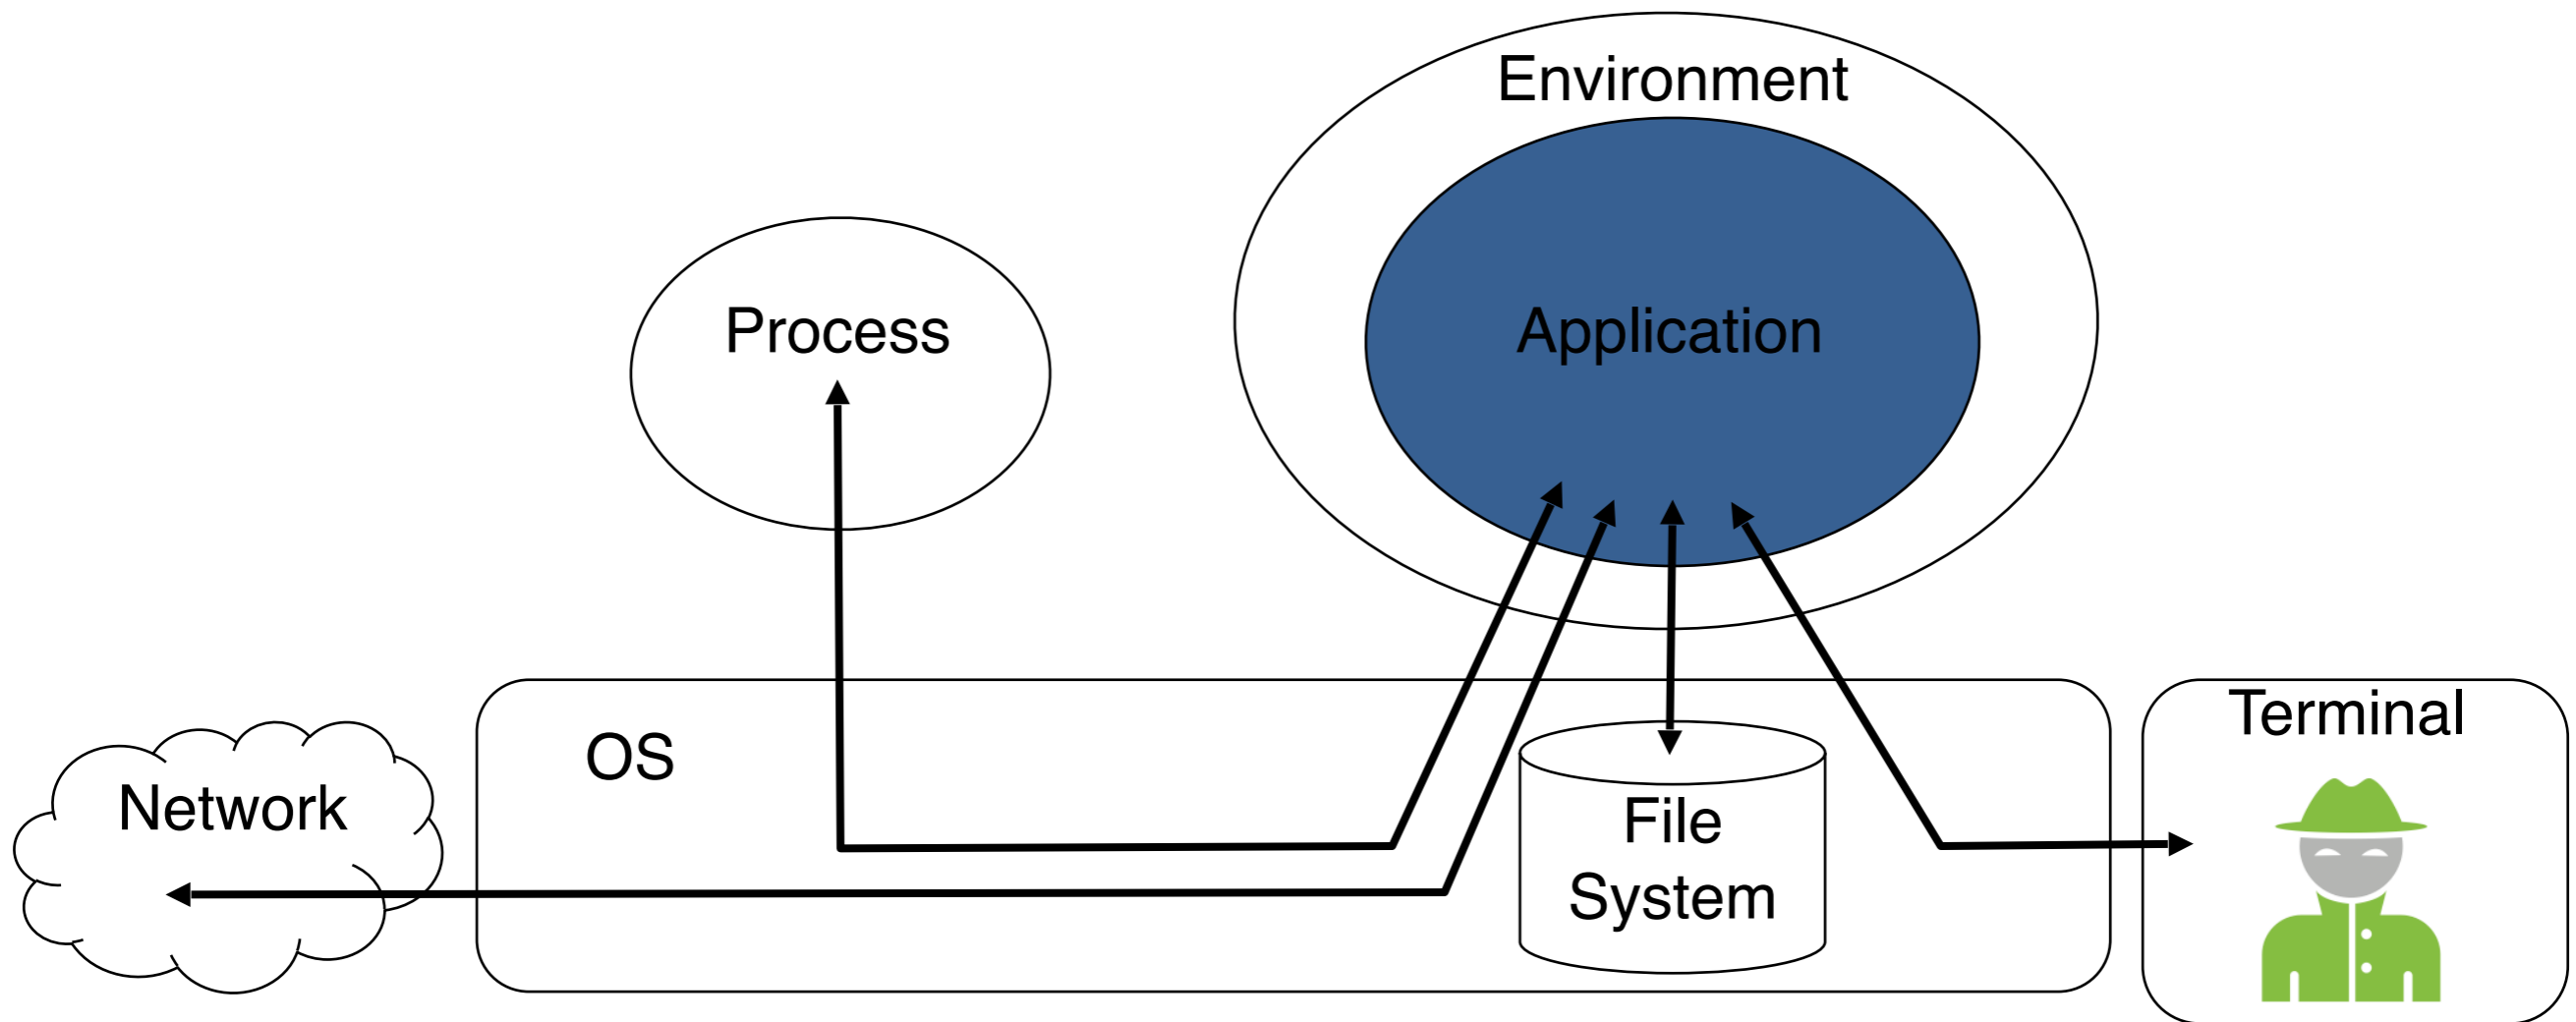 Environment
Process
Application
OS
Terminal
Network
File
System